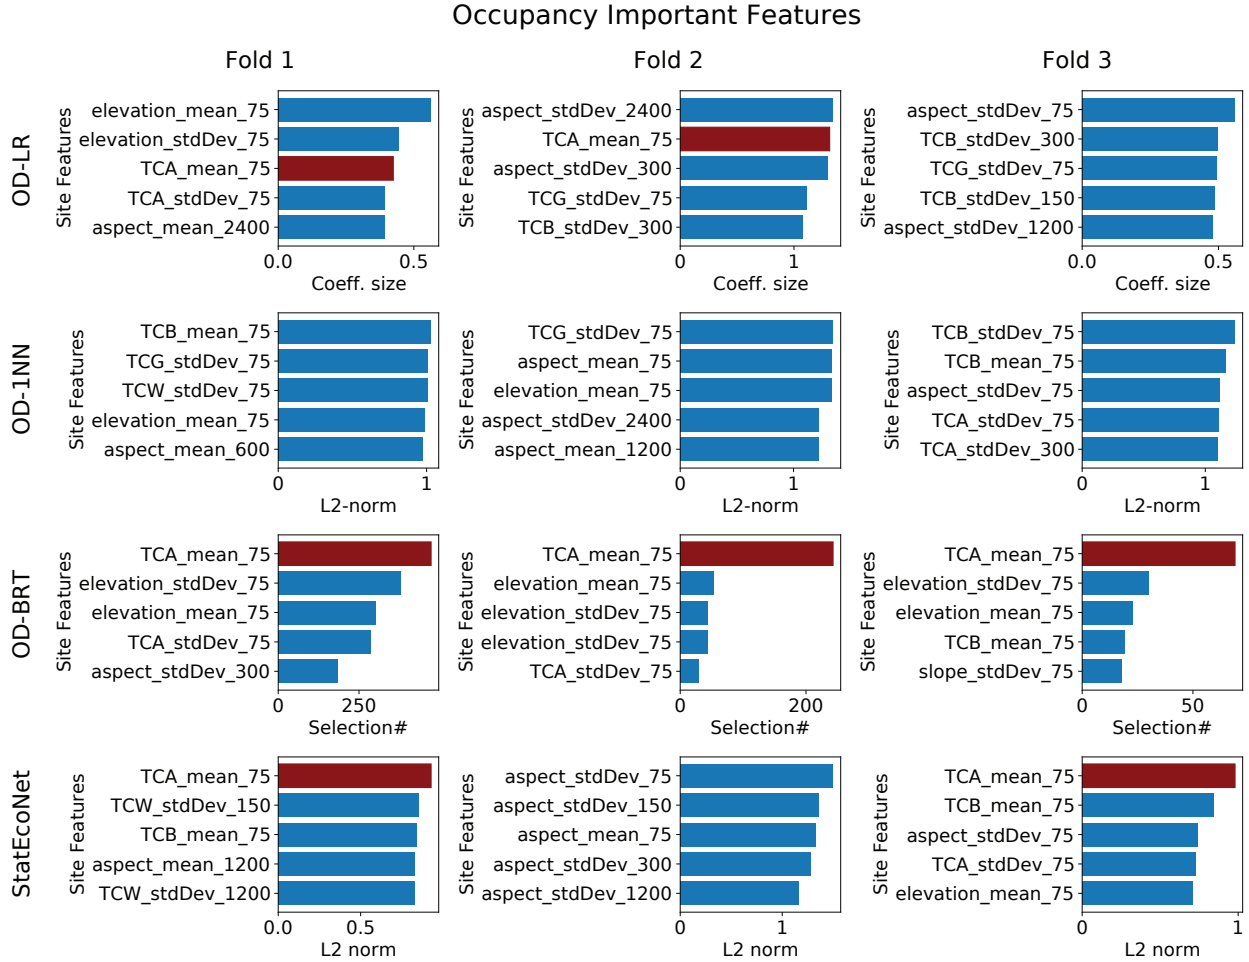 Occupancy Important Features
Fold 1
Fold 2
Fold 3
OD-LR
Site Features
elevation_mean_75
elevation_stdDev_75
TCA_mean_75
TCA_stdDev_75
aspect_mean_2400
0.0 0.5
Coeff. size
Site Features
aspect_stdDev_2400
TCA_mean_75
aspect_stdDev_300
TCG_stdDev_75
TCB_stdDev_300
0 1
Coeff. size
Site Features
aspect_stdDev_75
TCB_stdDev_300
TCG_stdDev_75
TCB_stdDev_150
aspect_stdDev_1200
0.0 0.5
Coeff. size
OD-1NN
Site Features
TCB_mean_75
TCG_stdDev_75
TCW_stdDev_75
elevation_mean_75
aspect_mean_600
0 1
L2-norm
Site Features
TCG_stdDev_75
aspect_mean_75
elevation_mean_75
aspect_stdDev_2400
aspect_mean_1200
0 1
L2-norm
Site Features
TCB_stdDev_75
TCB_mean_75
aspect_stdDev_75
TCA_stdDev_75
TCA_stdDev_300
0 1
L2-norm
OD-BRT
Site Features
TCA_mean_75
elevation_stdDev_75
elevation_mean_75
TCA_stdDev_75
aspect_stdDev_300
0 250
Selection#
Site Features
TCA_mean_75
elevation_mean_75
elevation_stdDev_75
elevation_stdDev_75
TCA_stdDev_75
0 200
Selection#
Site Features
TCA_mean_75
elevation_stdDev_75
elevation_mean_75
TCB_mean_75
slope_stdDev_75
0 50
Selection#
StatEcoNet
Site Features
TCA_mean_75
TCW_stdDev_150
TCB_mean_75
aspect_mean_1200
TCW_stdDev_1200
0.0 0.5
L2 norm
Site Features
aspect_stdDev_75
aspect_stdDev_150
aspect_mean_75
aspect_stdDev_300
aspect_stdDev_1200
0 1
L2 norm
Site Features
TCA_mean_75
TCB_mean_75
aspect_stdDev_75
TCA_stdDev_75
elevation_mean_75
0 1
L2 norm